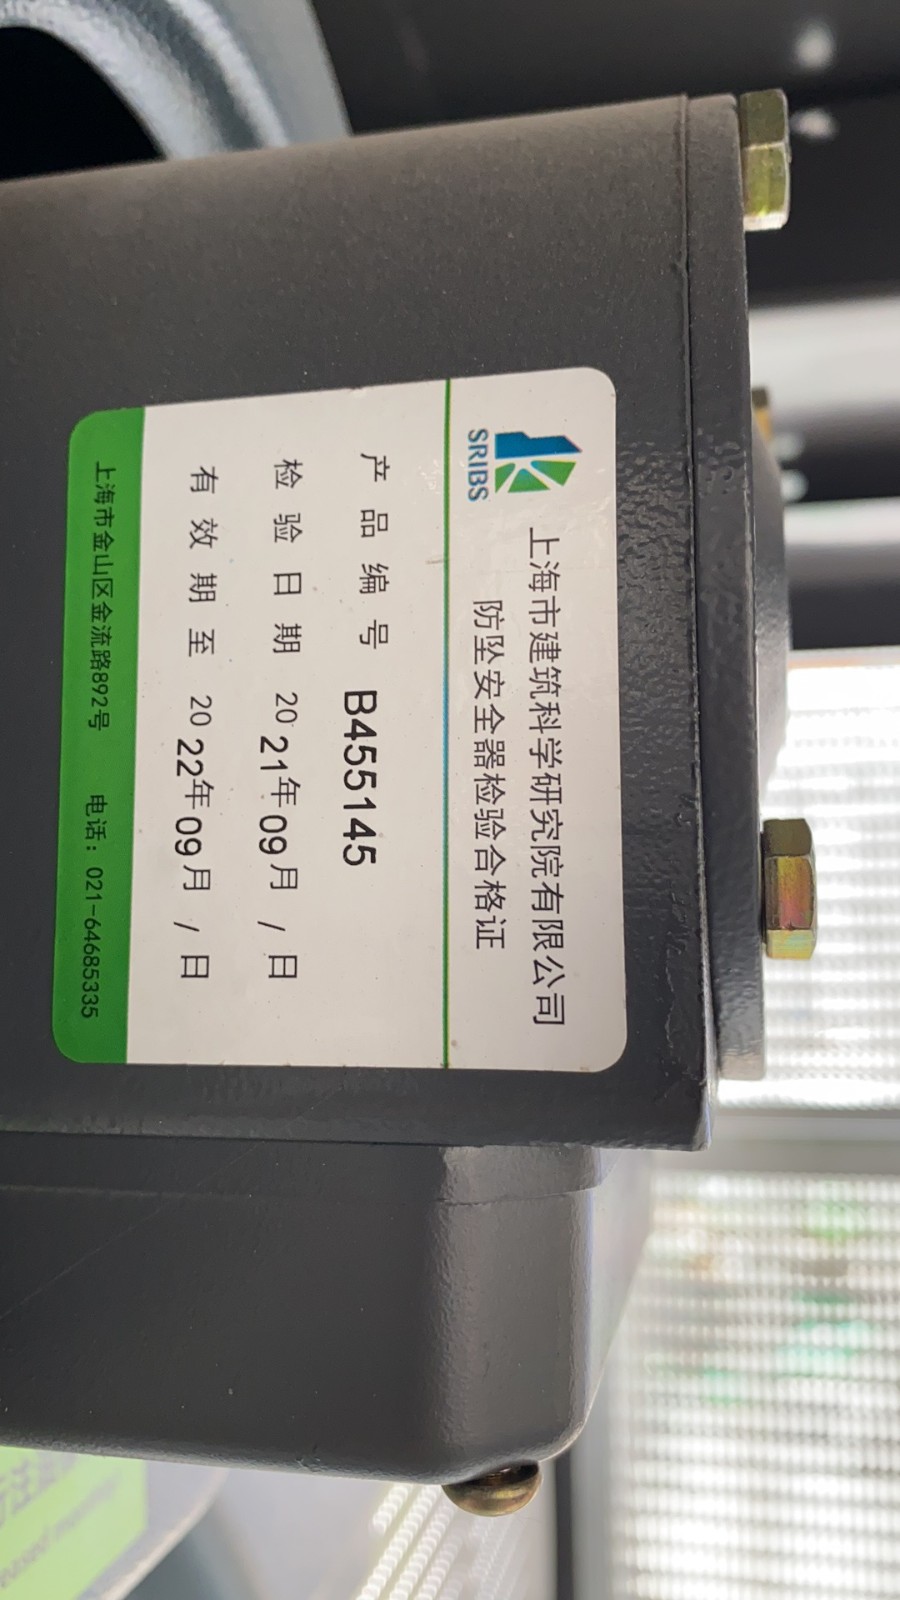 SRIBS
上海市建筑科学研究院有限公司
防坠安全器检验合格证
产品编号 B455145
检验日期 2021年09月/日
有效期至 2022年09月/日
上海市金山区金流路892号 电话：021-64685335